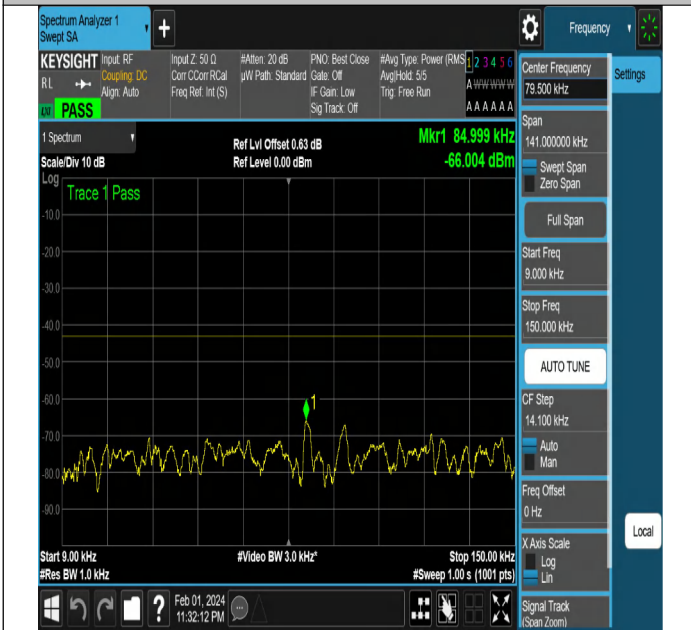 Spectrum Analyzer 1
Swept SA
Frequency
Settings
KEYSIGHT
RL
LXI
PASS
Input: RF
Coupling: DC
Align: Auto
Input Z: 50 Ω
Corr CCorr RCal
Freq Ref: Int (S)
#Atten: 20 dB
µW Path: Standard
PNO: Best Close
Gate: Off
IF Gain: Low
Sig Track: Off
#Avg Type: Power (RMS
Avg|Hold: 5/5
Trig: Free Run
1 2 3 4 5 6
A W W W W W
A A A A A A
1 Spectrum
Scale/Div 10 dB
Ref Lvl Offset 0.63 dB
Ref Level 0.00 dBm
Mkr1 84.999 kHz
-66.004 dBm
Log
Trace 1 Pass
-10.0
-20.0
-30.0
-40.0
-50.0
-60.0
-70.0
-80.0
-90.0
1
Start 9.00 kHz
#Res BW 1.0 kHz
#Video BW 3.0 kHz*
Stop 150.00 kHz
#Sweep 1.00 s (1001 pts)
Center Frequency
79.500 kHz
Span
141.000000 kHz
Swept Span
Zero Span
Full Span
Start Freq
9.000 kHz
Stop Freq
150.000 kHz
AUTO TUNE
CF Step
14.100 kHz
Auto
Man
Freq Offset
0 Hz
X Axis Scale
Log
Lin
Signal Track
(Span Zoom)
Local
?
Feb 01, 2024
11:32:12 PM